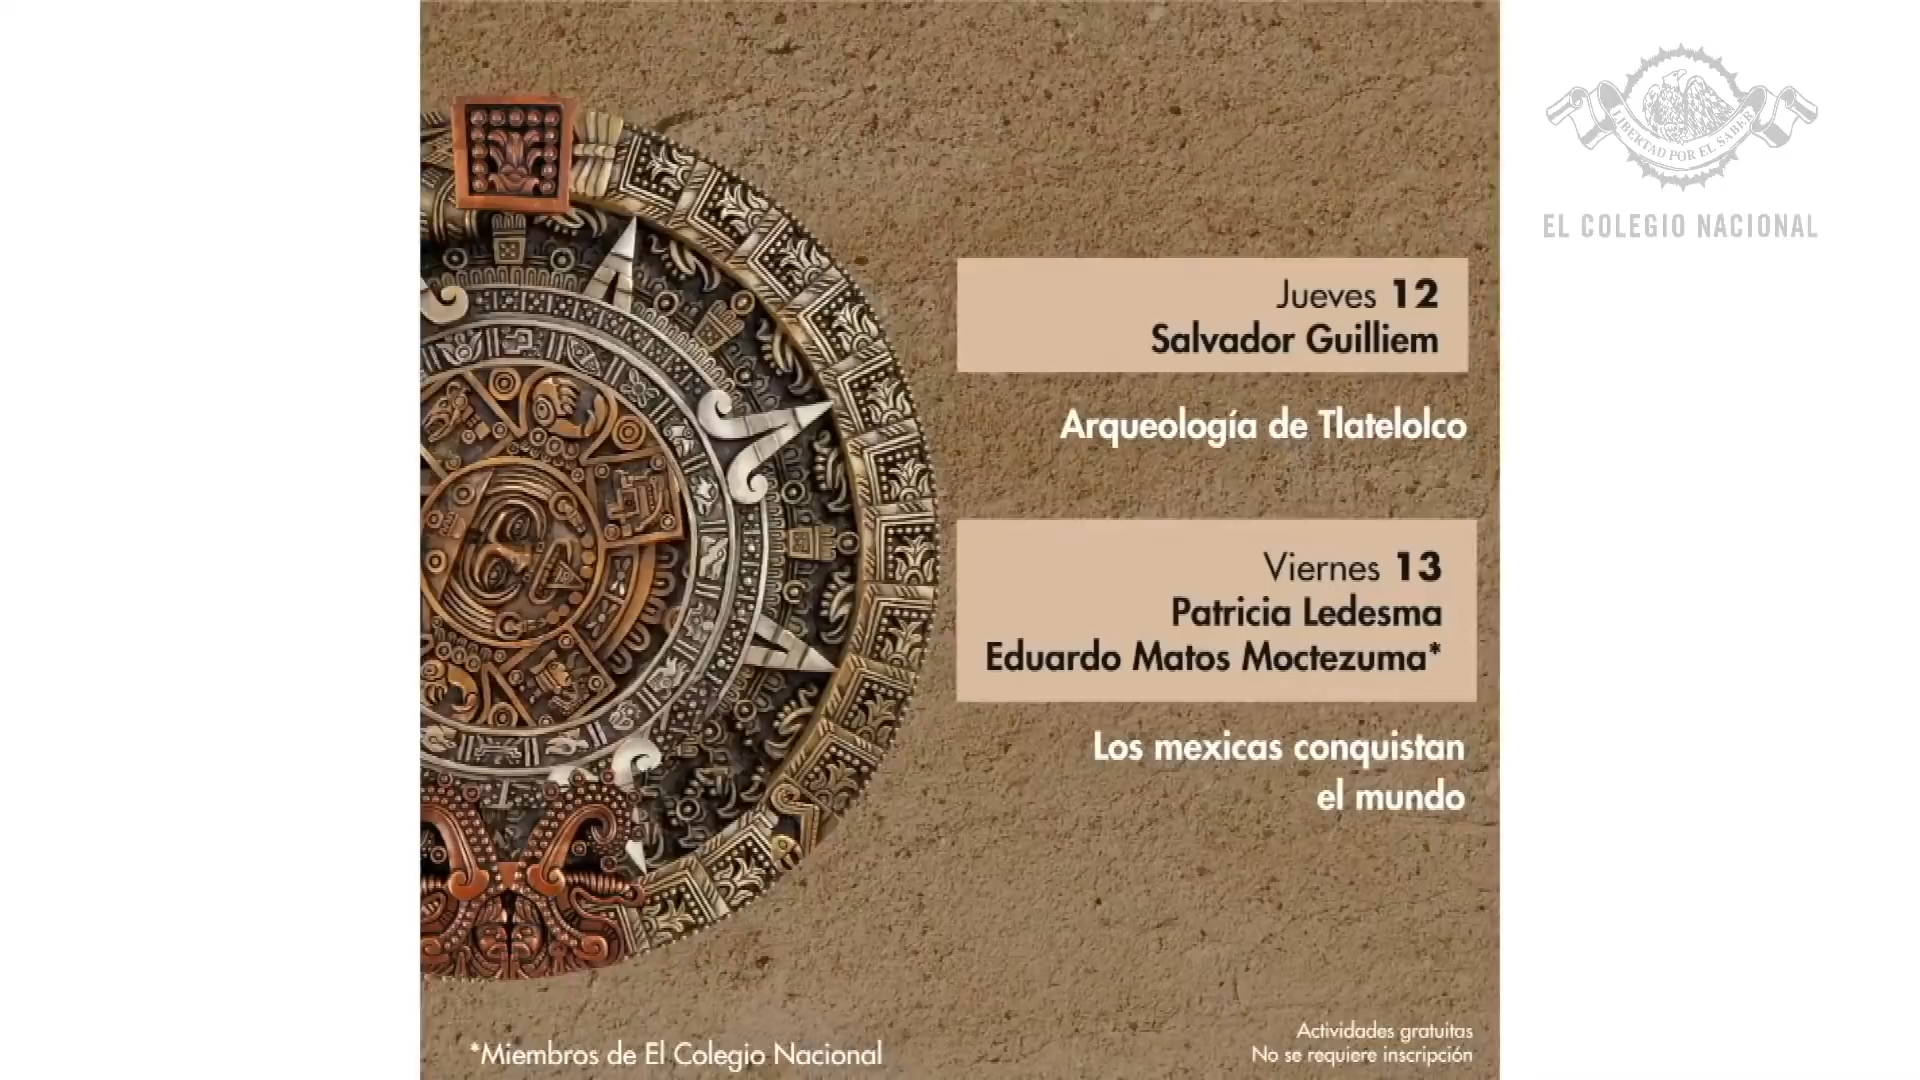 LIBERTAD POR EL SABER
EL COLEGIO NACIONAL
Jueves 12
Salvador Guilliem
Arqueología de Tlatelolco
Viernes 13
Patricia Ledesma
Eduardo Matos Moctezuma*
Los mexicas conquistan
el mundo
*Miembros de El Colegio Nacional
Actividades gratuitas
No se requiere inscripción